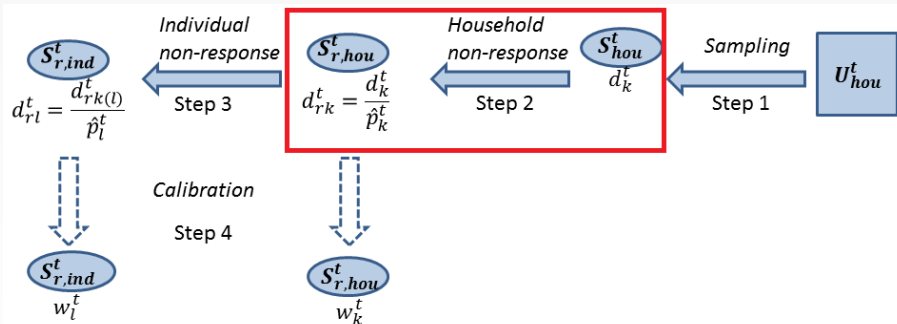 Individual non-response
Household non-response
Sampling
S^t_{r,ind}
S^t_{r,hou}
S^t_{hou}
U^t_{hou}
d^t_k
Step 3
Step 2
Step 1
d^t_{rl} = d^t_{rk(l)} / p̂^t_l
d^t_{rk} = d^t_k / p̂^t_k
Calibration
Step 4
S^t_{r,ind}
S^t_{r,hou}
w^t_l
w^t_k